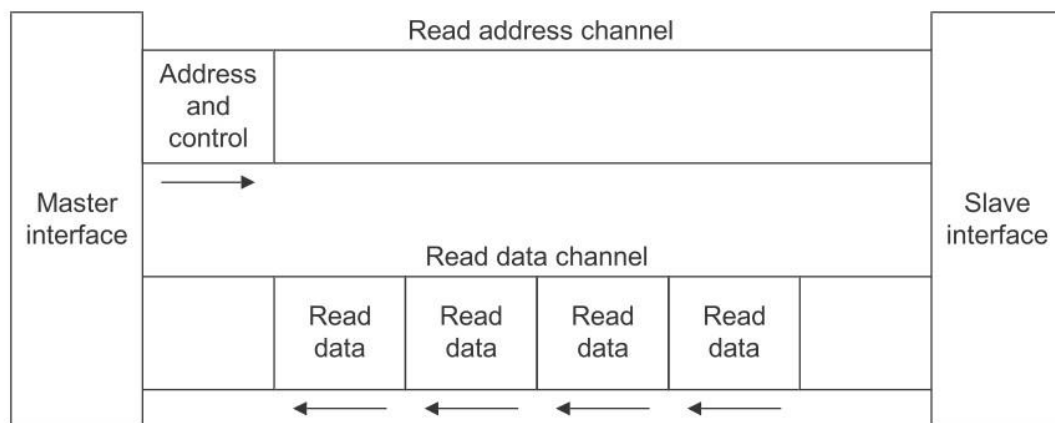 Read address channel
Address
and
control
Master
interface
Slave
interface
Read data channel
Read
data
Read
data
Read
data
Read
data